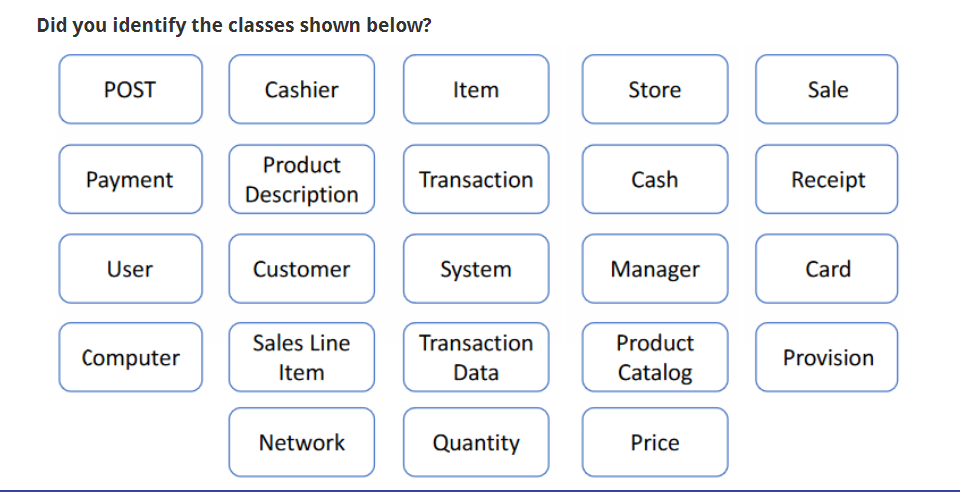 Did you identify the classes shown below?
POST
Cashier
Item
Store
Sale
Payment
Product
Description
Transaction
Cash
Receipt
User
Customer
System
Manager
Card
Computer
Sales Line
Item
Transaction
Data
Product
Catalog
Provision
Network
Quantity
Price